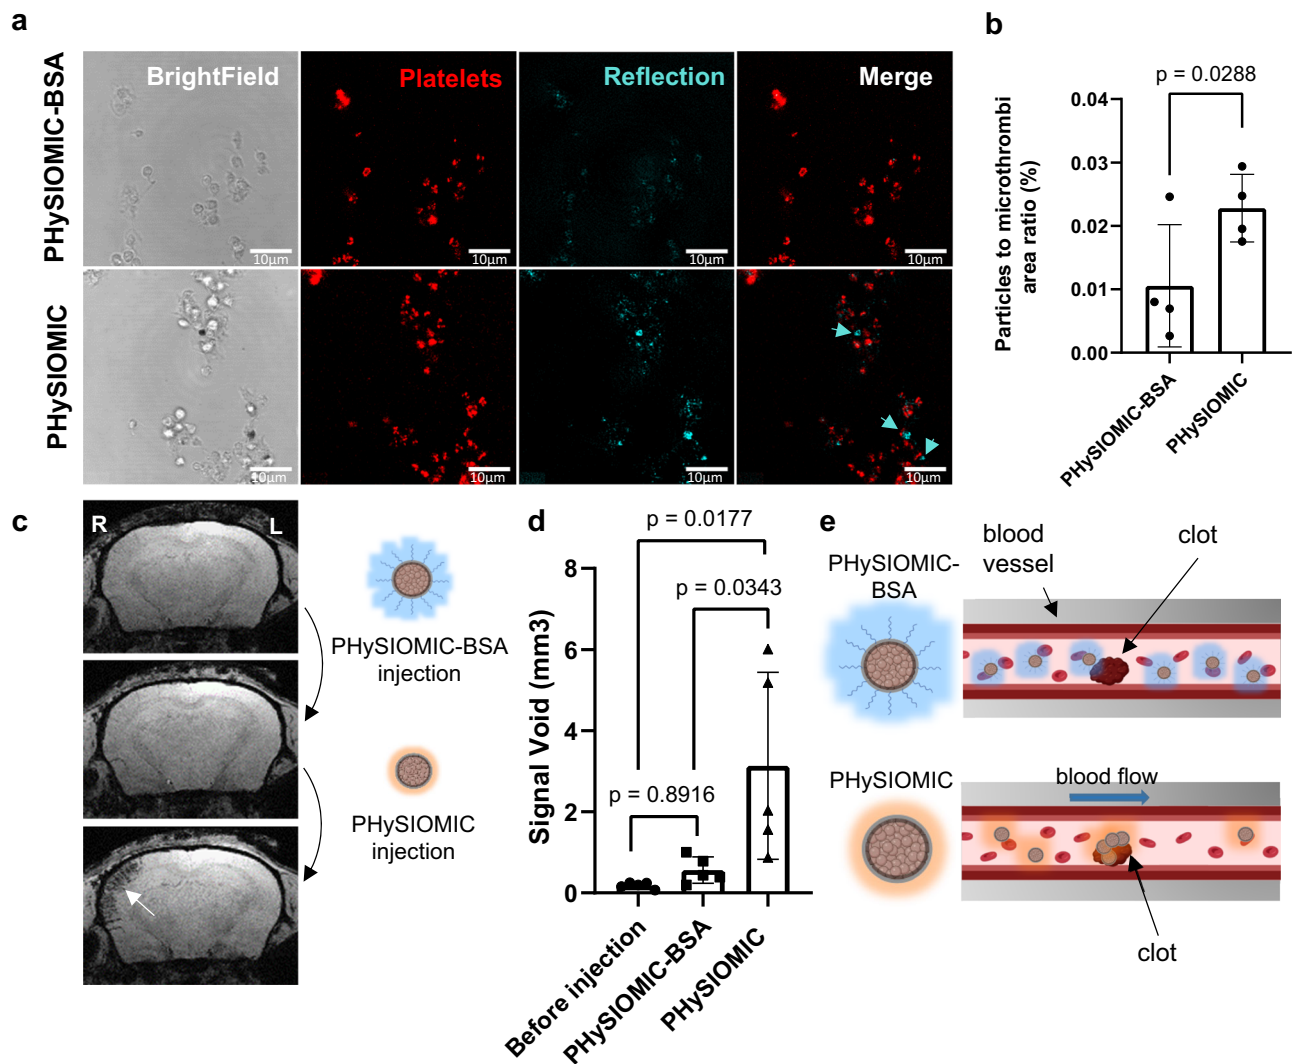 a
BrightField
Platelets
Reflection
Merge
PHySIOMIC-BSA
10µm
10µm
10µm
10µm
PHySIOMIC
10µm
10µm
10µm
10µm
b
p = 0.0288
Particles to microthrombi
area ratio (%)
0.04
0.03
0.02
0.01
0.00
PHySIOMIC-BSA
PHySIOMIC
c
R
L
PHySIOMIC-BSA
injection
PHySIOMIC
injection
d
p = 0.0177
p = 0.0343
p = 0.8916
Signal Void (mm3)
8
6
4
2
0
Before injection
PHySIOMIC-BSA
PHySIOMIC
e
PHySIOMIC-
BSA
blood
vessel
clot
PHySIOMIC
blood flow
clot